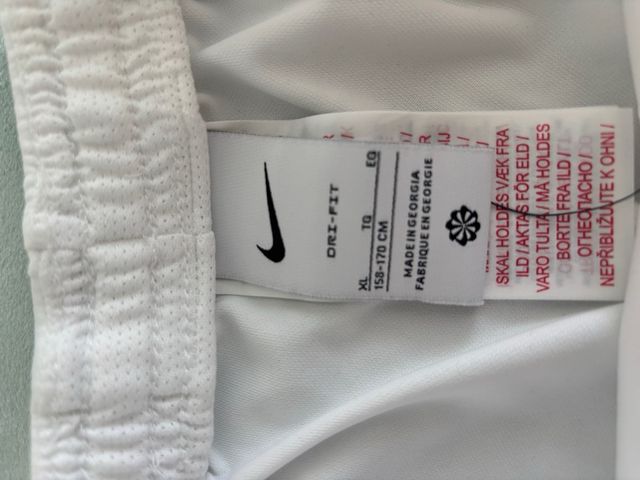 DRI-FIT
XL TG EG
158-170 CM
MADE IN GEORGIA
FABRIQUE EN GEORGIE
SKAL HOLDES VÆK FRA
ILD / AKTAS FÖR ELD /
VARO TULTA / MÅ HOLDES
BORTE FRA ILD /
ОГНЕОПАСНО /
NEPŘIBLIŽUJTE K OHNI /